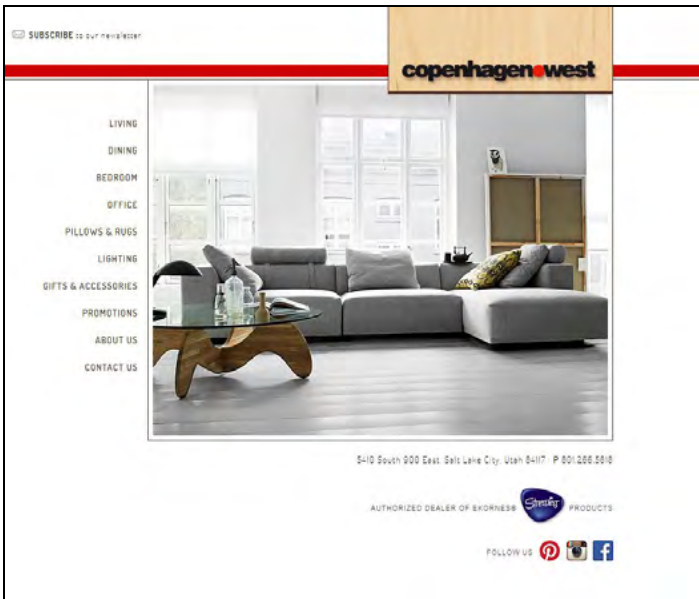 SUBSCRIBE to our newsletter
copenhagen•west
LIVING
DINING
BEDROOM
OFFICE
PILLOWS & RUGS
LIGHTING
GIFTS & ACCESSORIES
PROMOTIONS
ABOUT US
CONTACT US
5410 South 900 East, Salt Lake City, Utah 84117 · P 801.266.5818
AUTHORIZED DEALER OF EKORNES® Stressless PRODUCTS
FOLLOW US